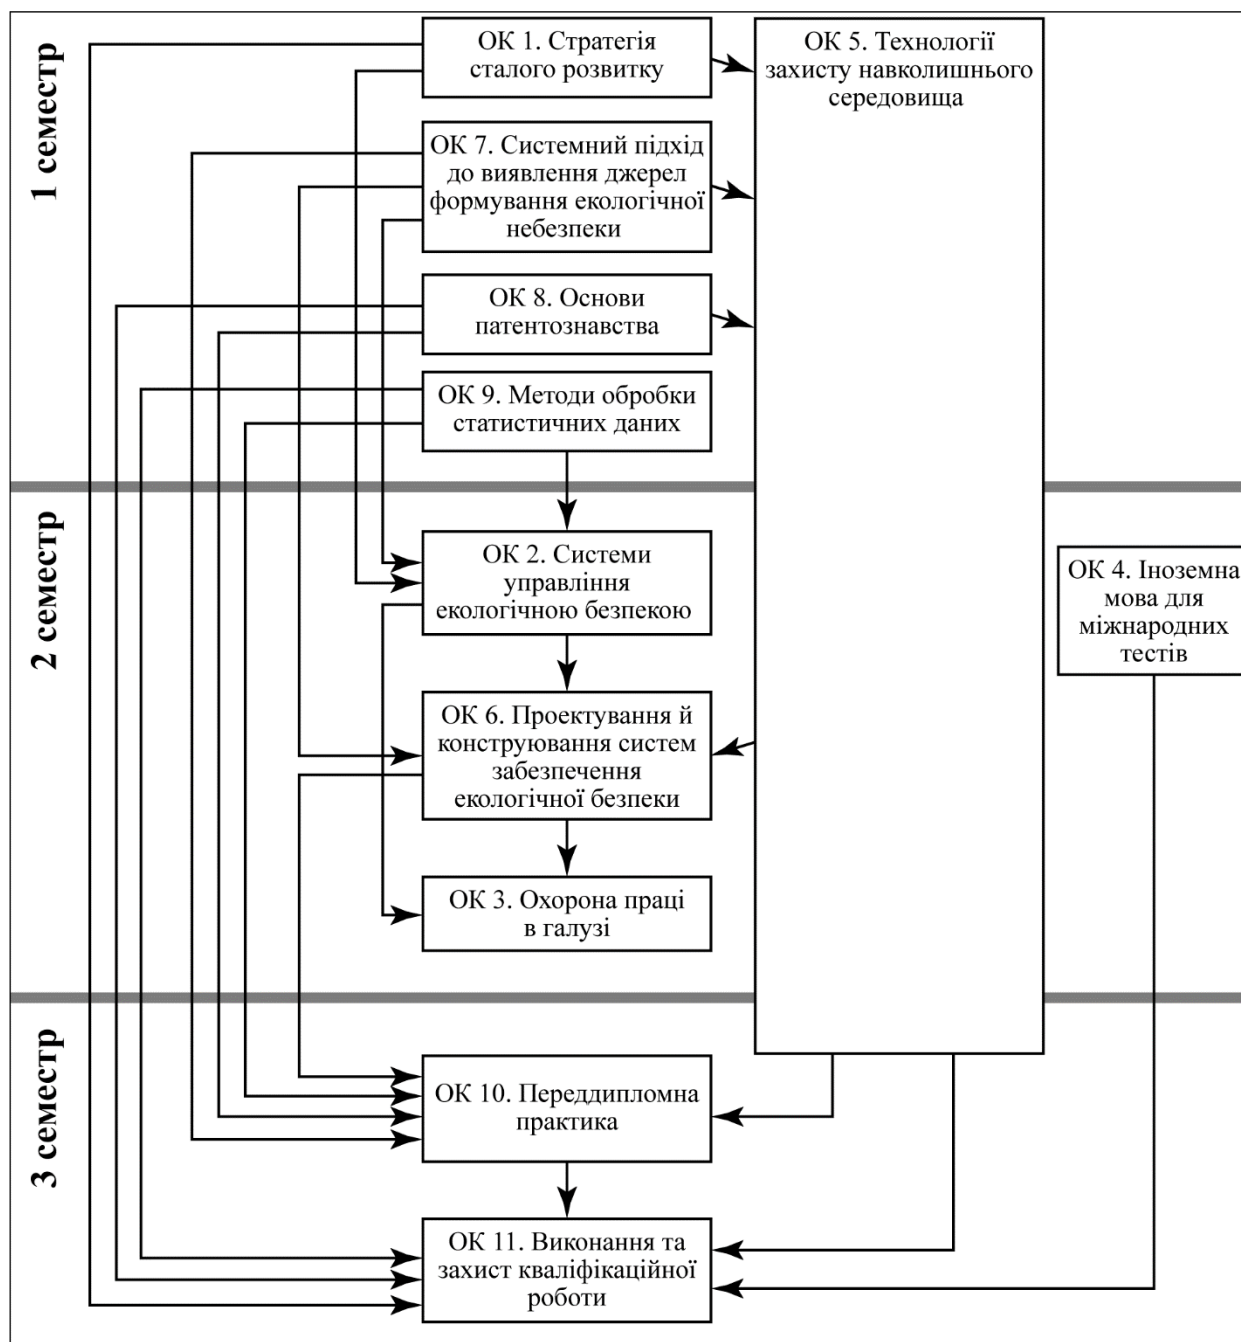 1 семестр
ОК 1. Стратегія
сталого розвитку
ОК 5. Технології
захисту навколишнього
середовища
ОК 7. Системний підхід
до виявлення джерел
формування екологічної
небезпеки
ОК 8. Основи
патентознавства
ОК 9. Методи обробки
статистичних даних
2 семестр
ОК 2. Системи
управління
екологічною безпекою
ОК 4. Іноземна
мова для
міжнародних
тестів
ОК 6. Проектування й
конструювання систем
забезпечення
екологічної безпеки
ОК 3. Охорона праці
в галузі
3 семестр
ОК 10. Переддипломна
практика
ОК 11. Виконання та
захист кваліфікаційної
роботи